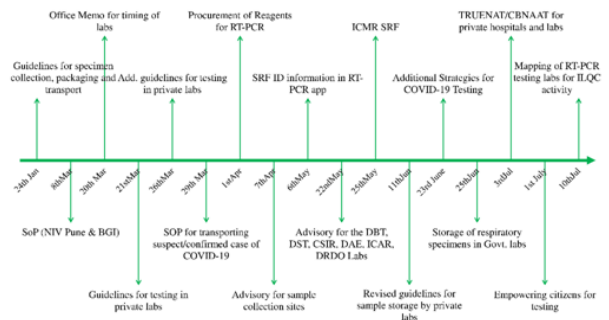 Office Memo for timing of
labs
Procurement of Reagents
for RT-PCR
ICMR SRF
TRUENAT/CBNAAT for
private hospitals and labs
Guidelines for specimen
collection, packaging and
transport
Add. guidelines for testing
in private labs
SRF ID information in RT-
PCR app
Additional Strategies for
COVID-19 Testing
Mapping of RT-PCR
testing labs for ILQC
activity
24th Jan
8thMar
20th Mar
21stMar
26thMar
29th Mar
1stApr
7thApr
6thMay
22ndMay
25thMay
11thJun
23rd June
25thJun
3rdJul
1st July
10thJul
SoP (NIV Pune & BGI)
SOP for transporting
suspect/confirmed case of
COVID-19
Advisory for the DBT,
DST, CSIR, DAE, ICAR,
DRDO Labs
Storage of respiratory
specimens in Govt. labs
Guidelines for testing in
private labs
Advisory for sample
collection sites
Revised guidelines for
sample storage by private
labs
Empowering citizens for
testing